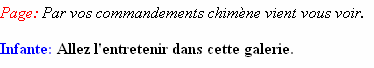 Page: Par vos commandements chimène vient vous voir.
Infante: Allez l'entretenir dans cette galerie.